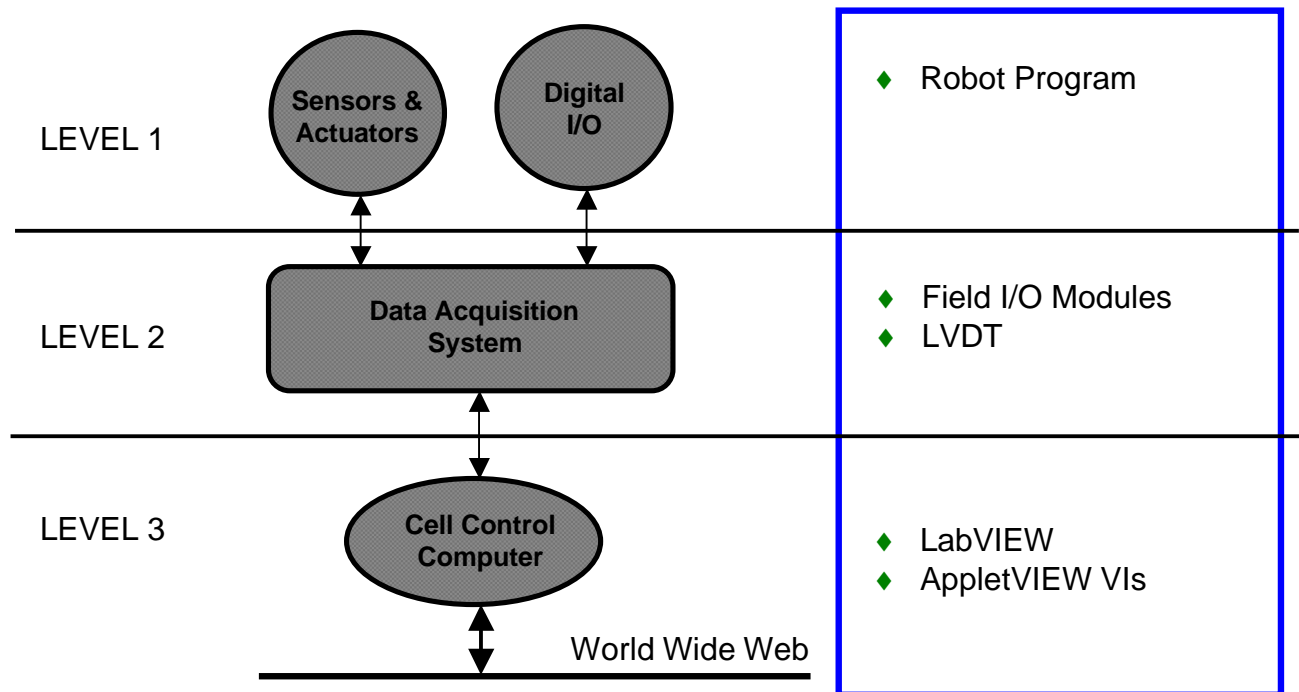 LEVEL 1
Sensors &
Actuators
Digital
I/O
♦ Robot Program
LEVEL 2
Data Acquisition
System
♦ Field I/O Modules
♦ LVDT
LEVEL 3
Cell Control
Computer
♦ LabVIEW
♦ AppletVIEW VIs
World Wide Web